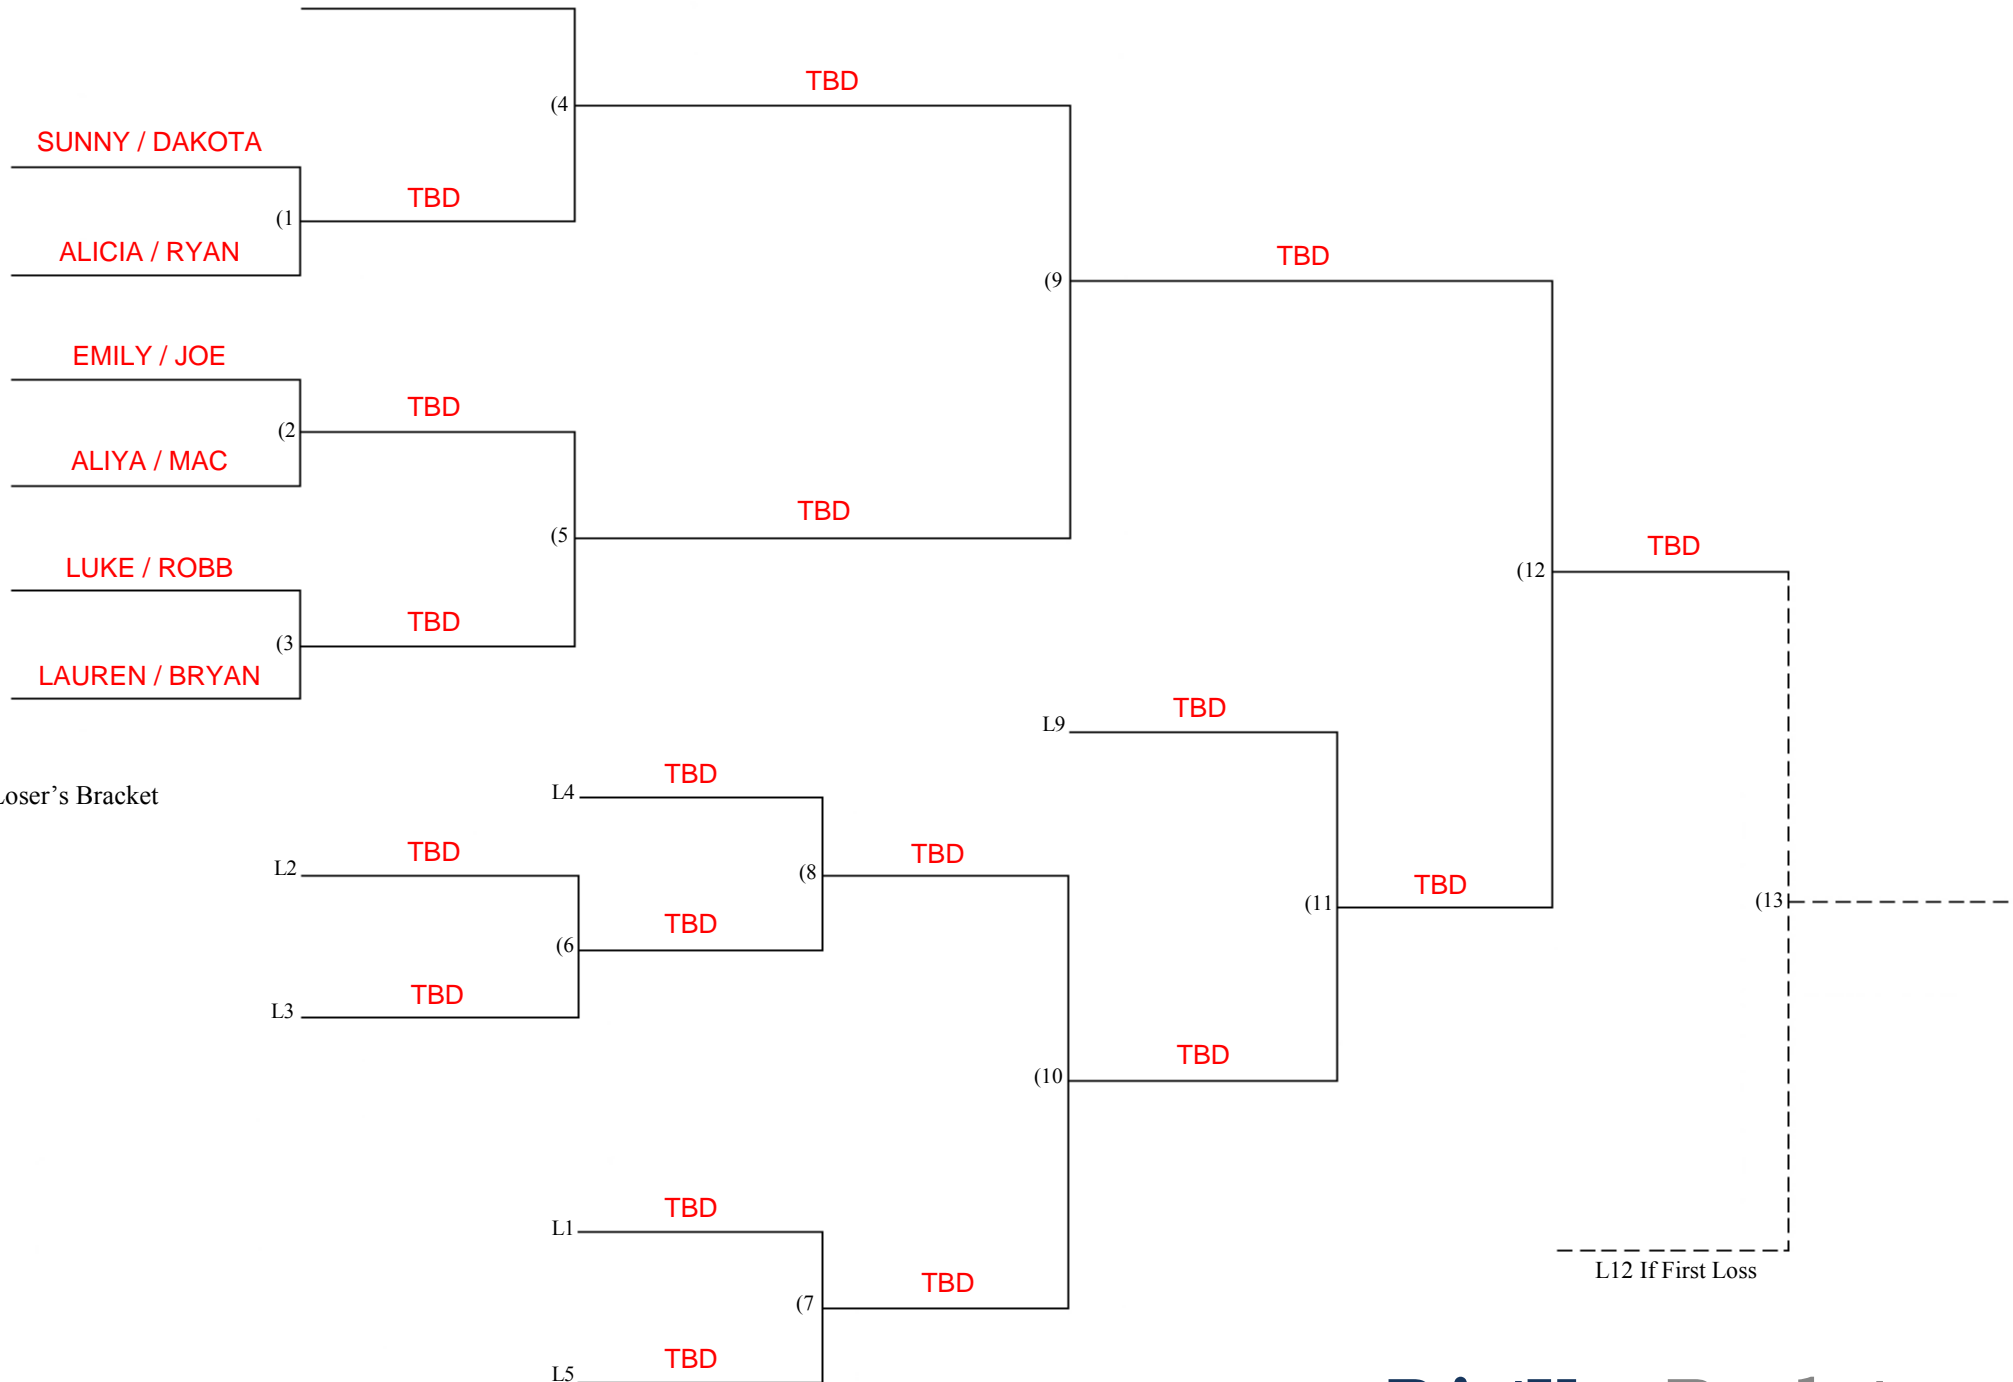 TBD
(4
SUNNY / DAKOTA
TBD
(1
ALICIA / RYAN
TBD
(9
EMILY / JOE
TBD
(2
ALIYA / MAC
TBD
(5
TBD
(12
LUKE / ROBB
TBD
(3
LAUREN / BRYAN
TBD
L9
TBD
L4
Loser’s Bracket
TBD
L2
TBD
(8
TBD
(11
TBD
(6
(13
TBD
L3
TBD
(10
TBD
L1
L12 If First Loss
TBD
(7
TBD
L5